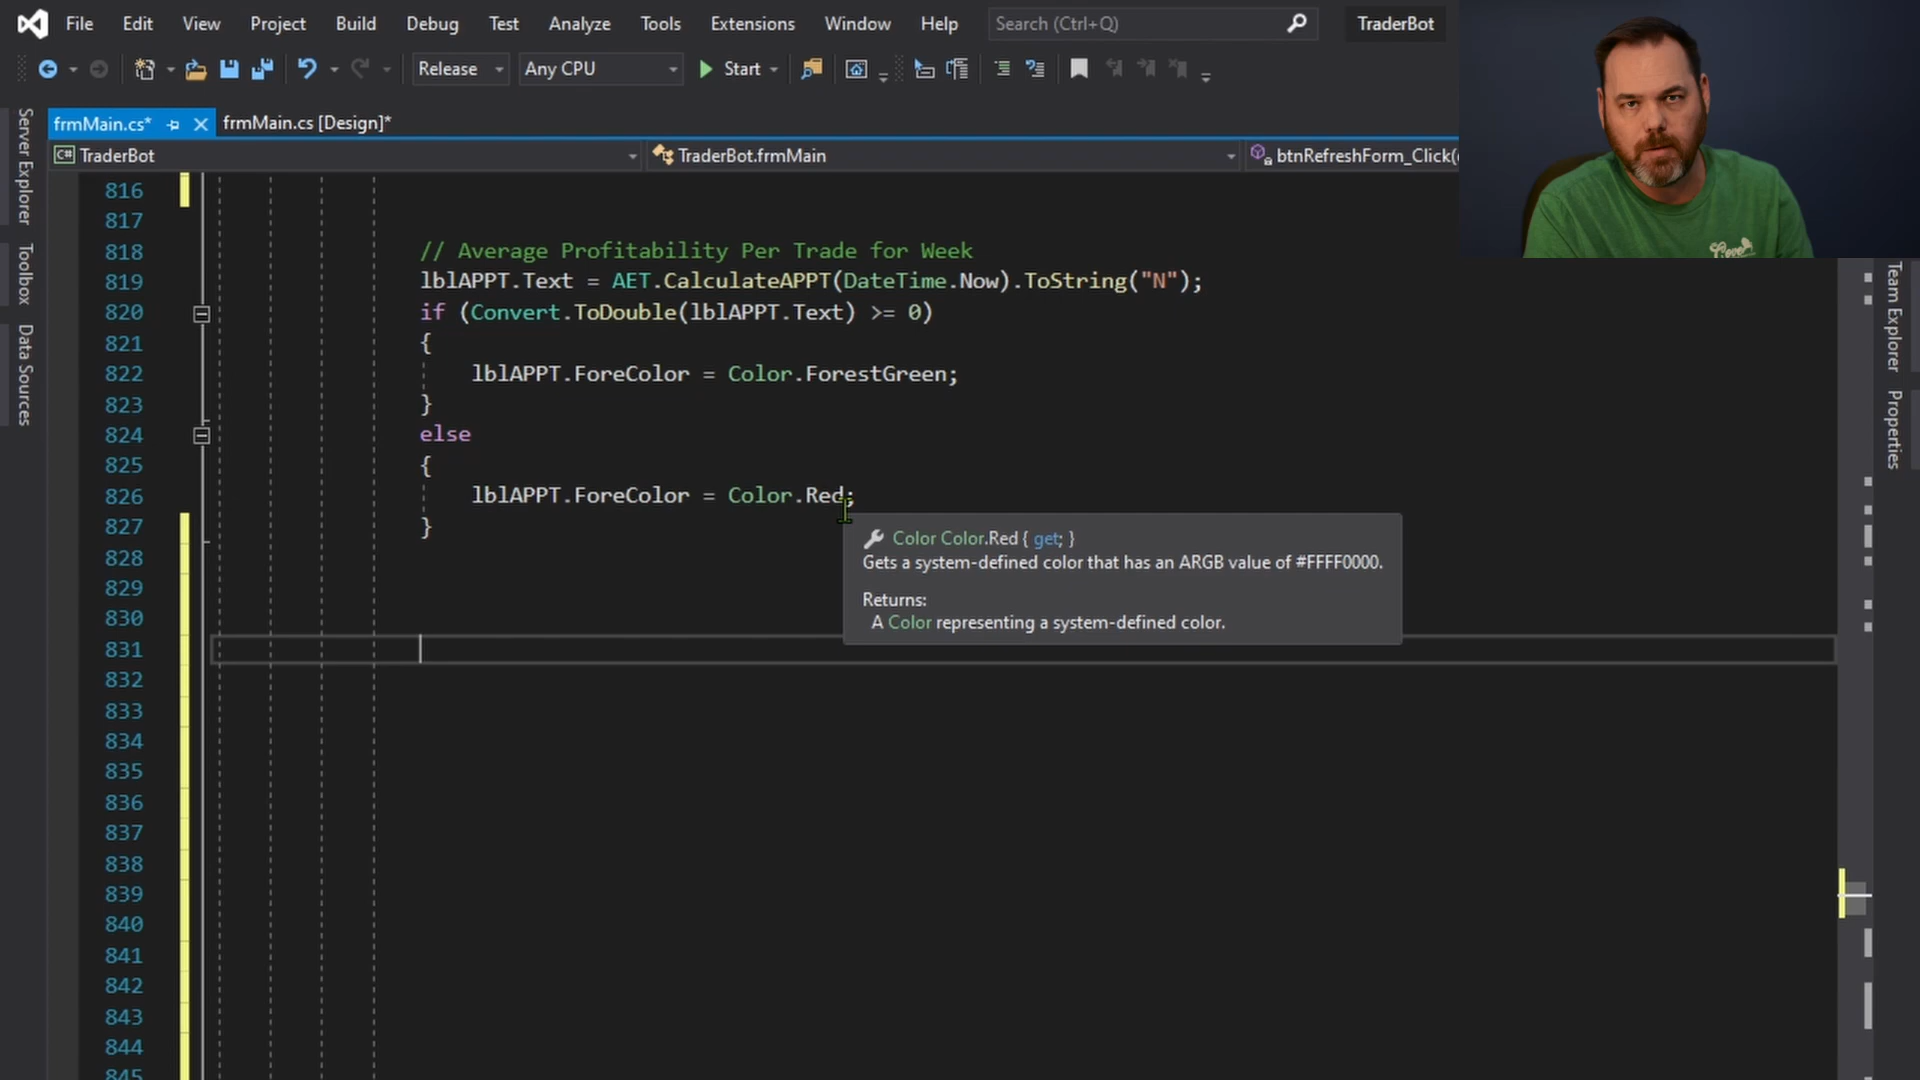 File Edit View Project Build Debug Test Analyze Tools Extensions Window Help Search (Ctrl+Q) TraderBot
Release Any CPU Start
frmMain.cs* frmMain.cs [Design]*
C# TraderBot TraderBot.frmMain btnRefreshForm_Click(
Server Explorer
Toolbox
Data Sources
Team Explorer
Properties
816
817
818 // Average Profitability Per Trade for Week
819 lblAPPT.Text = AET.CalculateAPPT(DateTime.Now).ToString("N");
820 if (Convert.ToDouble(lblAPPT.Text) >= 0)
821 {
822 lblAPPT.ForeColor = Color.ForestGreen;
823 }
824 else
825 {
826 lblAPPT.ForeColor = Color.Red;
827 }
Color Color.Red { get; }
Gets a system-defined color that has an ARGB value of #FFFF0000.
Returns:
A Color representing a system-defined color.
828
829
830
831
832
833
834
835
836
837
838
839
840
841
842
843
844
845